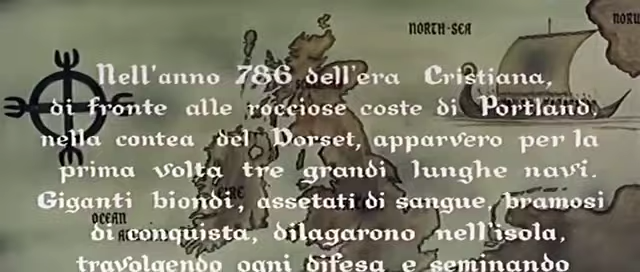 NORTH-SEA
Nell'anno 786 dell'era Cristiana,
di fronte alle rocciose coste di Portland,
nella contea del Dorset, apparvero per la
prima volta tre grandi lunghe navi.
Giganti biondi, assetati di sangue, bramosi
OCEAN
di conquista, dilagarono nell'isola,
travolgendo ogni difesa e seminando